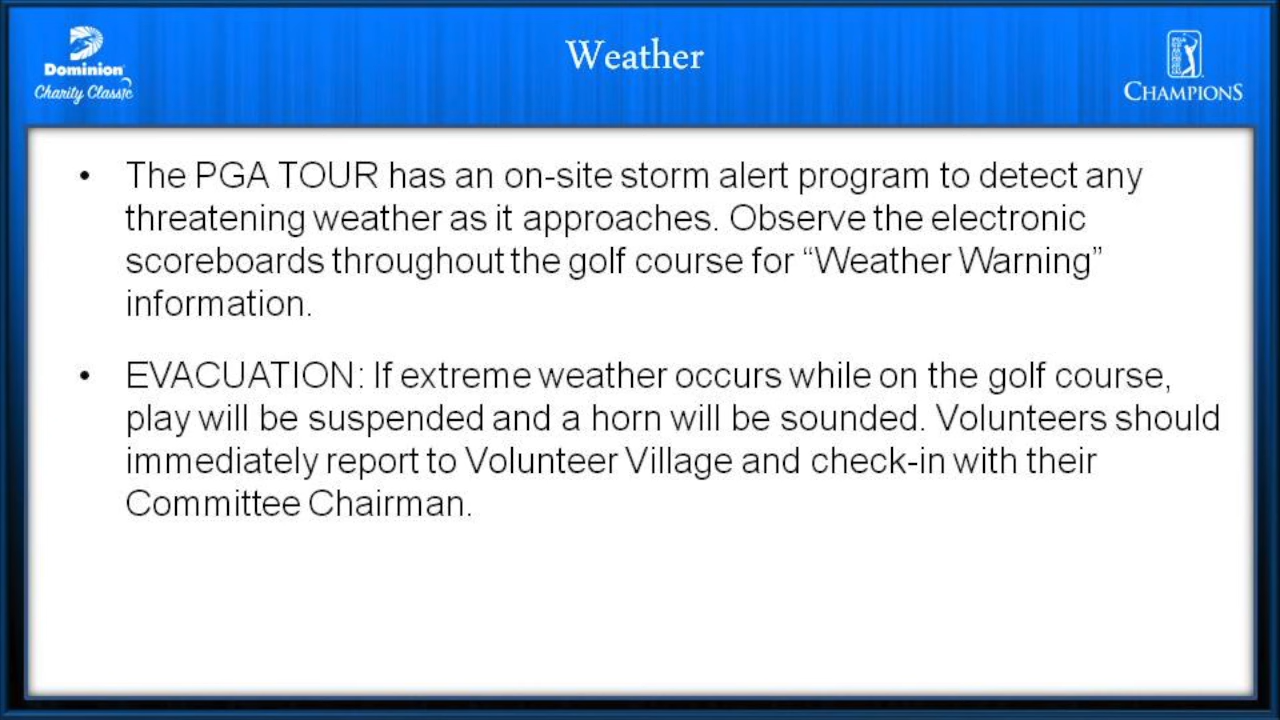 Weather
Dominion
Charity Classic
CHAMPIONS
• The PGA TOUR has an on-site storm alert program to detect any
threatening weather as it approaches. Observe the electronic
scoreboards throughout the golf course for “Weather Warning”
information.
• EVACUATION: If extreme weather occurs while on the golf course,
play will be suspended and a horn will be sounded. Volunteers should
immediately report to Volunteer Village and check-in with their
Committee Chairman.